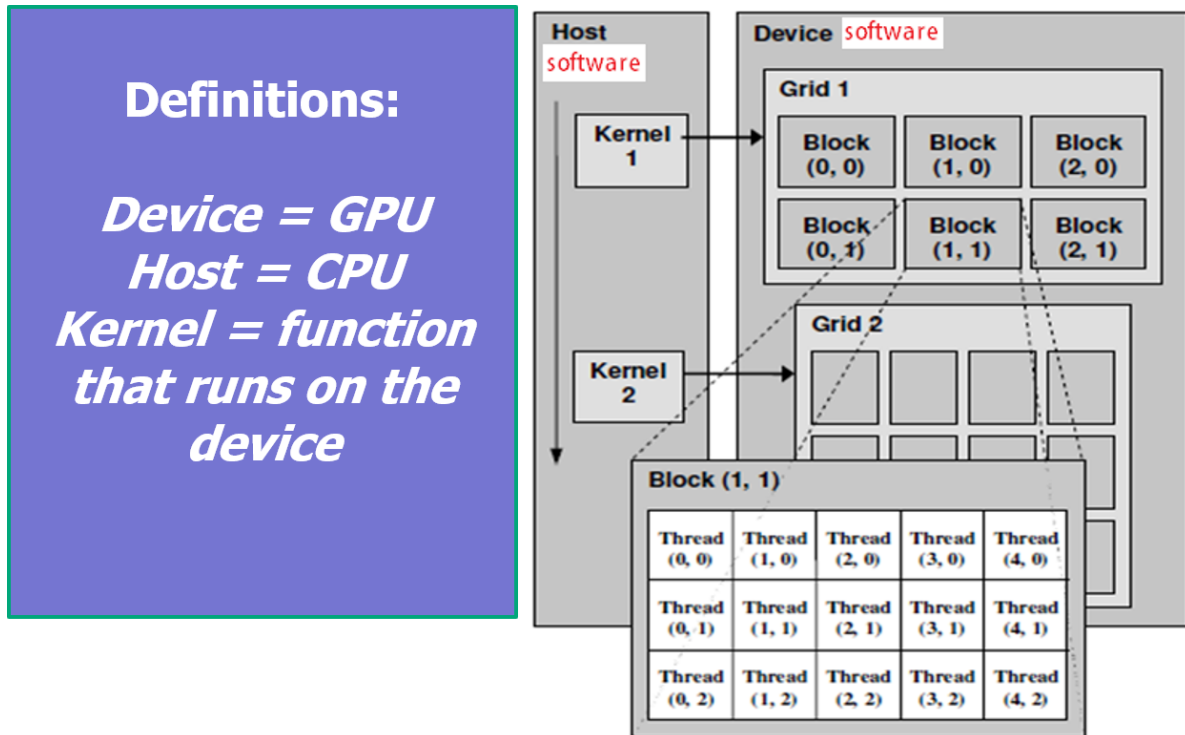 Definitions:
Device = GPU
Host = CPU
Kernel = function
that runs on the
device
Host
software
Kernel
1
Kernel
2
Device software
Grid 1
Block
(0, 0)
Block
(1, 0)
Block
(2, 0)
Block
(0, 1)
Block
(1, 1)
Block
(2, 1)
Grid 2
Block (1, 1)
Thread
(0, 0)
Thread
(1, 0)
Thread
(2, 0)
Thread
(3, 0)
Thread
(4, 0)
Thread
(0, 1)
Thread
(1, 1)
Thread
(2, 1)
Thread
(3, 1)
Thread
(4, 1)
Thread
(0, 2)
Thread
(1, 2)
Thread
(2, 2)
Thread
(3, 2)
Thread
(4, 2)